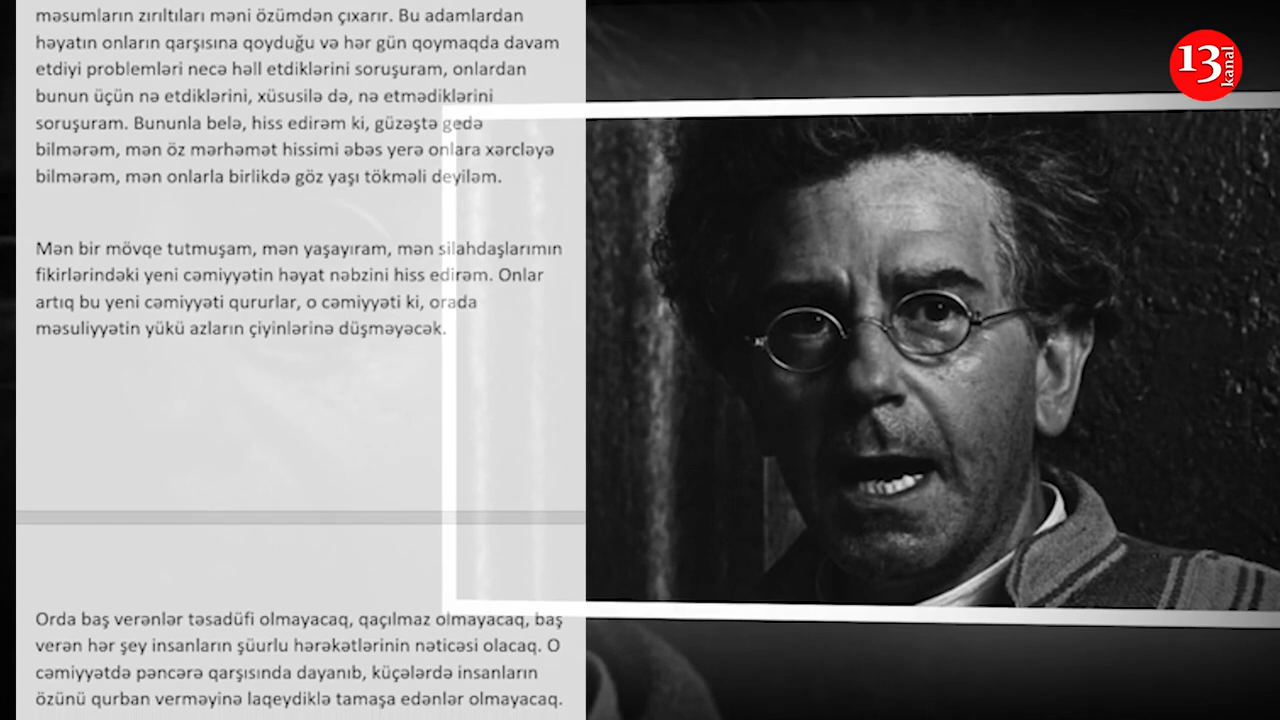 məsumların zırıltıları məni özümdən çıxarır. Bu adamlardan
həyatın onların qarşısına qoyduğu və hər gün qoymaqda davam
etdiyi problemləri necə həll etdiklərini soruşuram, onlardan
bunun üçün nə etdiklərini, xüsusilə də, nə etmədiklərini
soruşuram. Bununla belə, hiss edirəm ki, güzəştə gedə
bilmərəm, mən öz mərhəmət hissimi əbəs yerə onlara xərcləyə
bilmərəm, mən onlarla birlikdə göz yaşı tökməli deyiləm.
Mən bir mövqe tutmuşam, mən yaşayıram, mən silahdaşlarımın
fikirlərindəki yeni cəmiyyətin həyat nəbzini hiss edirəm. Onlar
artıq bu yeni cəmiyyəti qururlar, o cəmiyyəti ki, orada
məsuliyyətin yükü azların çiyinlərinə düşməyəcək.
Orda baş verənlər təsadüfi olmayacaq, qaçılmaz olmayacaq, baş
verən hər şey insanların şüurlu hərəkətlərinin nəticəsi olacaq. O
cəmiyyətdə pəncərə qarşısında dayanıb, küçələrdə insanların
özünü qurban verməyinə laqeydiklə tamaşa edənlər olmayacaq.
13 kanal